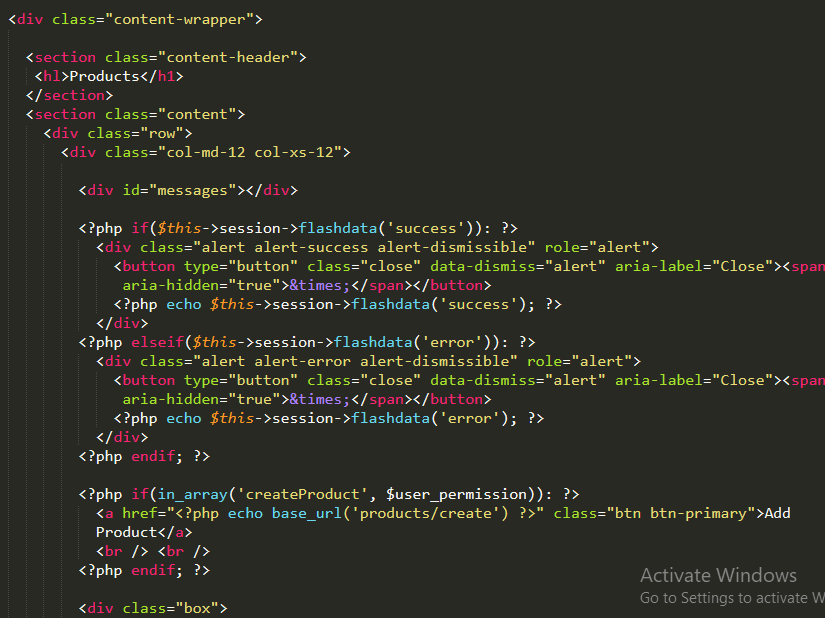 <div class="content-wrapper">
<section class="content-header">
<h1>Products</h1>
</section>
<section class="content">
<div class="row">
<div class="col-md-12 col-xs-12">
<div id="messages"></div>
<?php if($this->session->flashdata('success')): ?>
<div class="alert alert-success alert-dismissible" role="alert">
<button type="button" class="close" data-dismiss="alert" aria-label="Close"><span
aria-hidden="true">&times;</span></button>
<?php echo $this->session->flashdata('success'); ?>
</div>
<?php elseif($this->session->flashdata('error')): ?>
<div class="alert alert-error alert-dismissible" role="alert">
<button type="button" class="close" data-dismiss="alert" aria-label="Close"><span
aria-hidden="true">&times;</span></button>
<?php echo $this->session->flashdata('error'); ?>
</div>
<?php endif; ?>
<?php if(in_array('createProduct', $user_permission)): ?>
<a href="<?php echo base_url('products/create') ?>" class="btn btn-primary">Add
Product</a>
<br /> <br />
<?php endif; ?>
<div class="box">
Activate Windows
Go to Settings to activate W